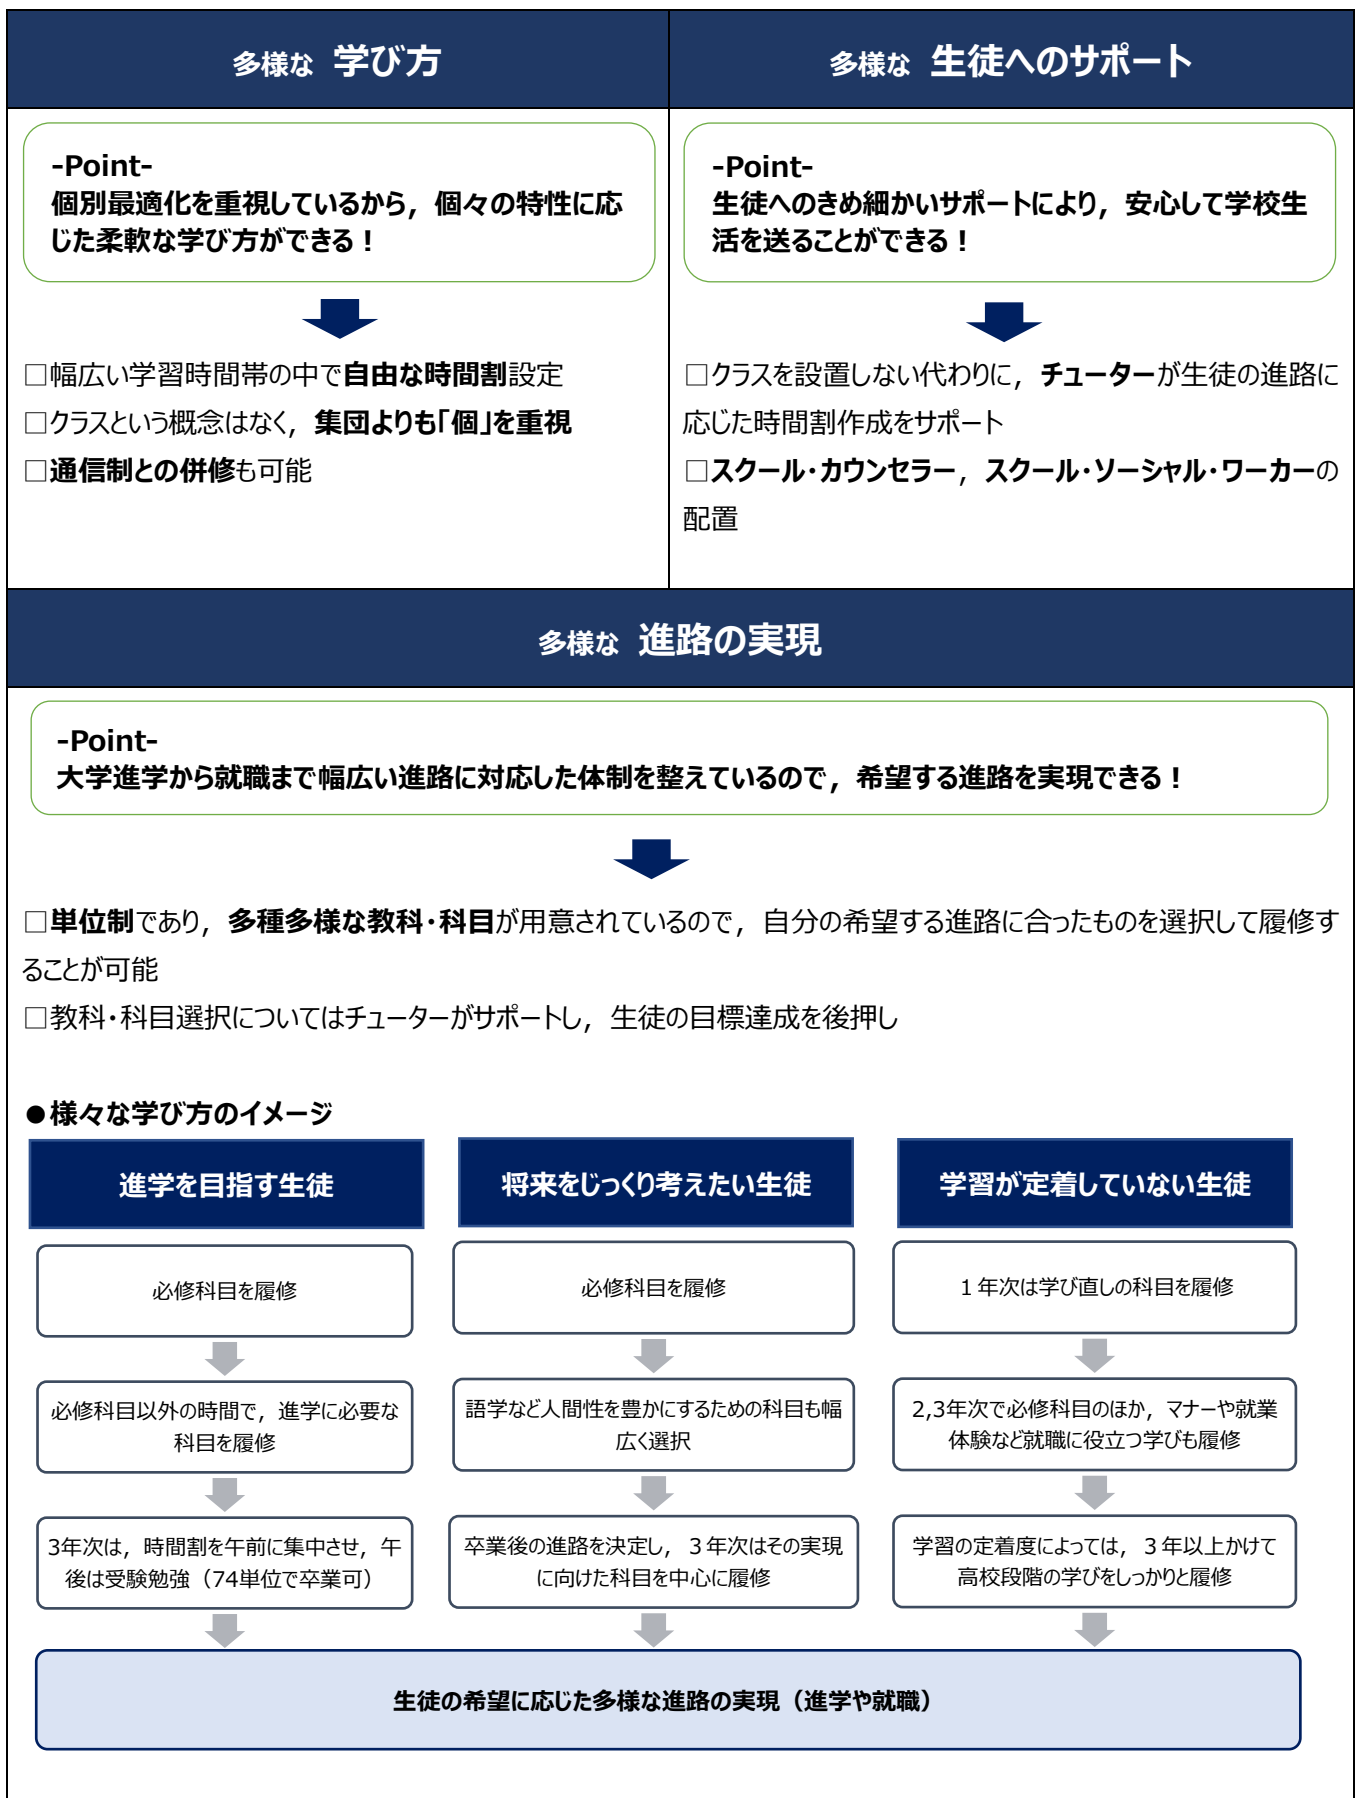 多様な 学び方
多様な 生徒へのサポート
-Point-
個別最適化を重視しているから，個々の特性に応
じた柔軟な学び方ができる！
-Point-
生徒へのきめ細かいサポートにより，安心して学校生
活を送ることができる！
□幅広い学習時間帯の中で自由な時間割設定
□クラスという概念はなく，集団よりも「個」を重視
□通信制との併修も可能
□クラスを設置しない代わりに，チューターが生徒の進路に
応じた時間割作成をサポート
□スクール・カウンセラー，スクール・ソーシャル・ワーカーの
配置
多様な 進路の実現
-Point-
大学進学から就職まで幅広い進路に対応した体制を整えているので，希望する進路を実現できる！
□単位制であり，多種多様な教科・科目が用意されているので，自分の希望する進路に合ったものを選択して履修す
ることが可能
□教科・科目選択についてはチューターがサポートし，生徒の目標達成を後押し
●様々な学び方のイメージ
進学を目指す生徒
将来をじっくり考えたい生徒
学習が定着していない生徒
必修科目を履修
必修科目を履修
１年次は学び直しの科目を履修
必修科目以外の時間で，進学に必要な
科目を履修
語学など人間性を豊かにするための科目も幅
広く選択
2,3年次で必修科目のほか，マナーや就業
体験など就職に役立つ学びも履修
3年次は，時間割を午前に集中させ，午
後は受験勉強（74単位で卒業可）
卒業後の進路を決定し，３年次はその実現
に向けた科目を中心に履修
学習の定着度によっては，３年以上かけて
高校段階の学びをしっかりと履修
生徒の希望に応じた多様な進路の実現（進学や就職）